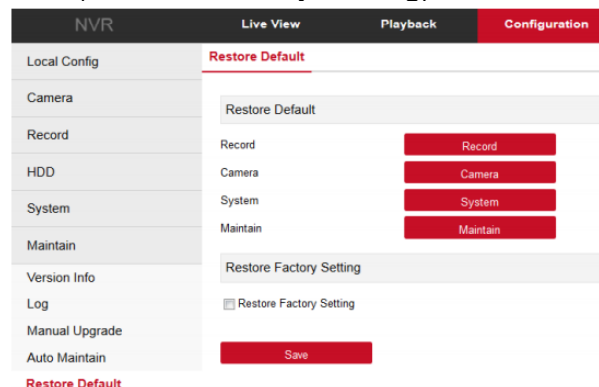 NVR Live View Playback Configuration
Local Config
Camera
Record
HDD
System
Maintain
Version Info
Log
Manual Upgrade
Auto Maintain
Restore Default
Restore Default
Restore Default
Record Record
Camera Camera
System System
Maintain Maintain
Restore Factory Setting
Restore Factory Setting
Save